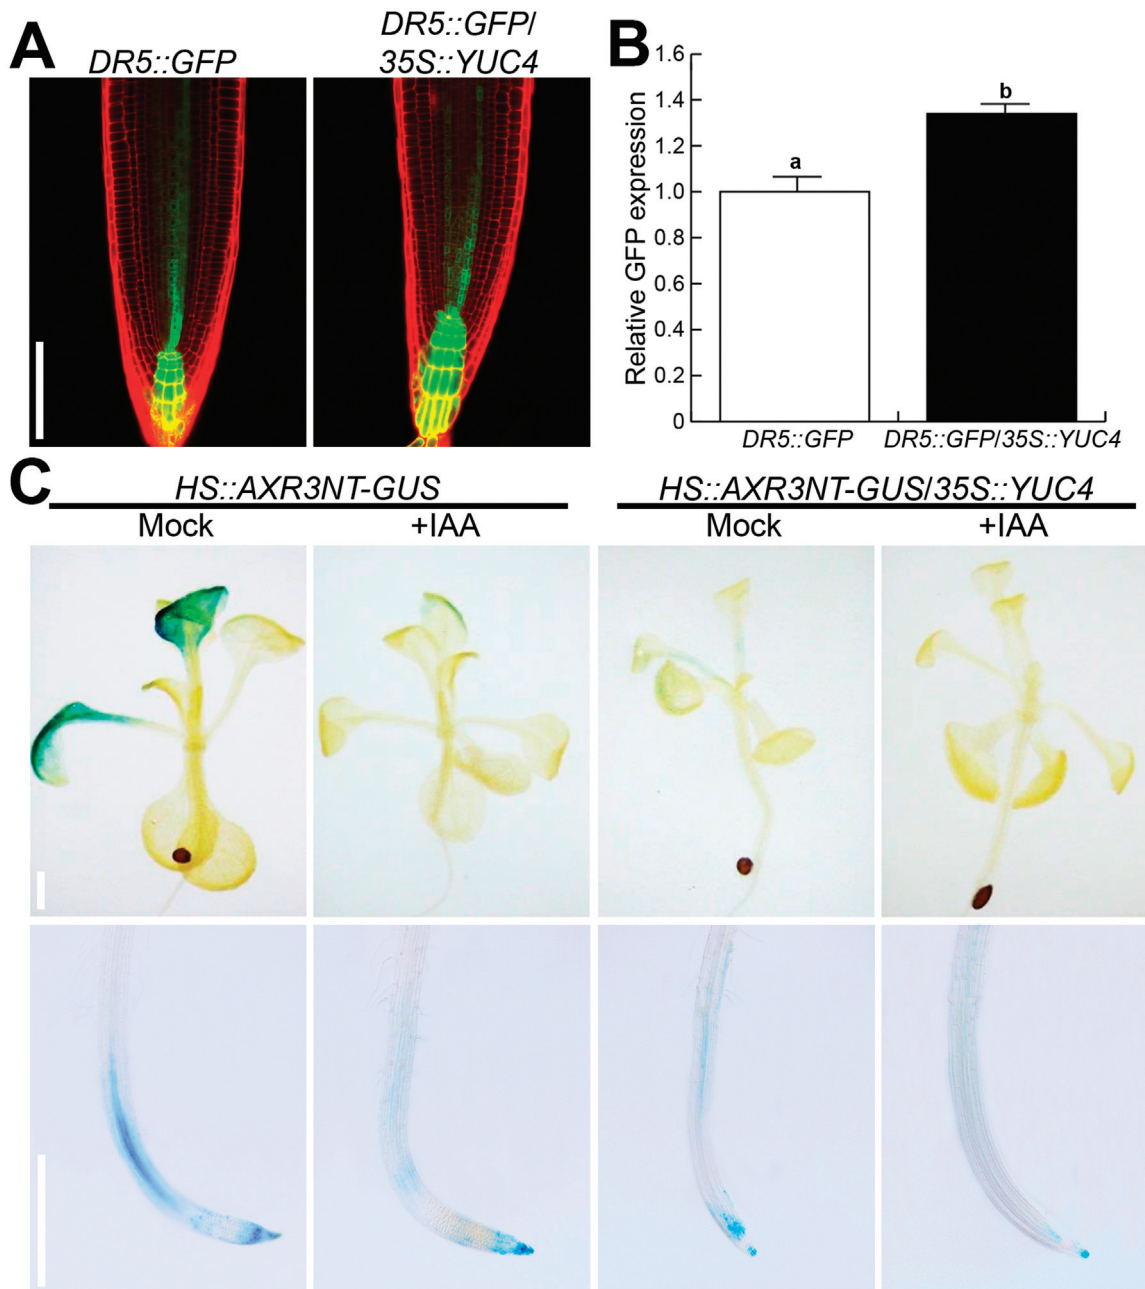 A
DR5::GFP
DR5::GFP/
35S::YUC4
B
Relative GFP expression
1.6
1.4
1.2
1.0
0.8
0.6
0.4
0.2
0
a
b
DR5::GFP
DR5::GFP/35S::YUC4
C
HS::AXR3NT-GUS
HS::AXR3NT-GUS/35S::YUC4
Mock
+IAA
Mock
+IAA